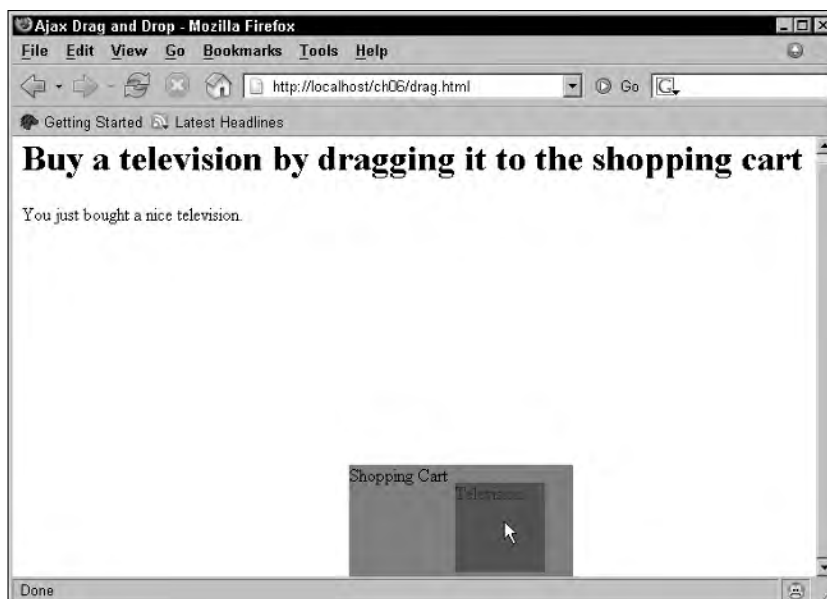 Ajax Drag and Drop - Mozilla Firefox
File Edit View Go Bookmarks Tools Help
http://localhost/ch06/drag.html Go G
Getting Started Latest Headlines
Buy a television by dragging it to the shopping cart
You just bought a nice television.
Shopping Cart
Television
Done